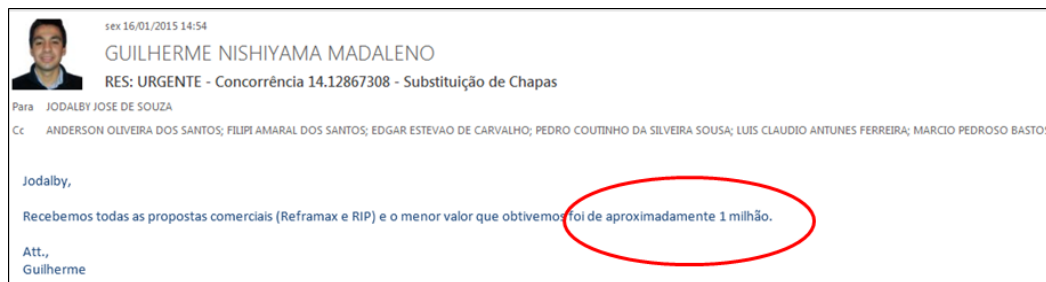 sex 16/01/2015 14:54
GUILHERME NISHIYAMA MADALENO
RES: URGENTE - Concorrência 14.12867308 - Substituição de Chapas
Para JODALBY JOSE DE SOUZA
Cc ANDERSON OLIVEIRA DOS SANTOS; FILIPI AMARAL DOS SANTOS; EDGAR ESTEVAO DE CARVALHO; PEDRO COUTINHO DA SILVEIRA SOUSA; LUIS CLAUDIO ANTUNES FERREIRA; MARCIO PEDROSO BASTOS
Jodalby,
Recebemos todas as propostas comerciais (Reframax e RIP) e o menor valor que obtivemos foi de aproximadamente 1 milhão.
Att.,
Guilherme